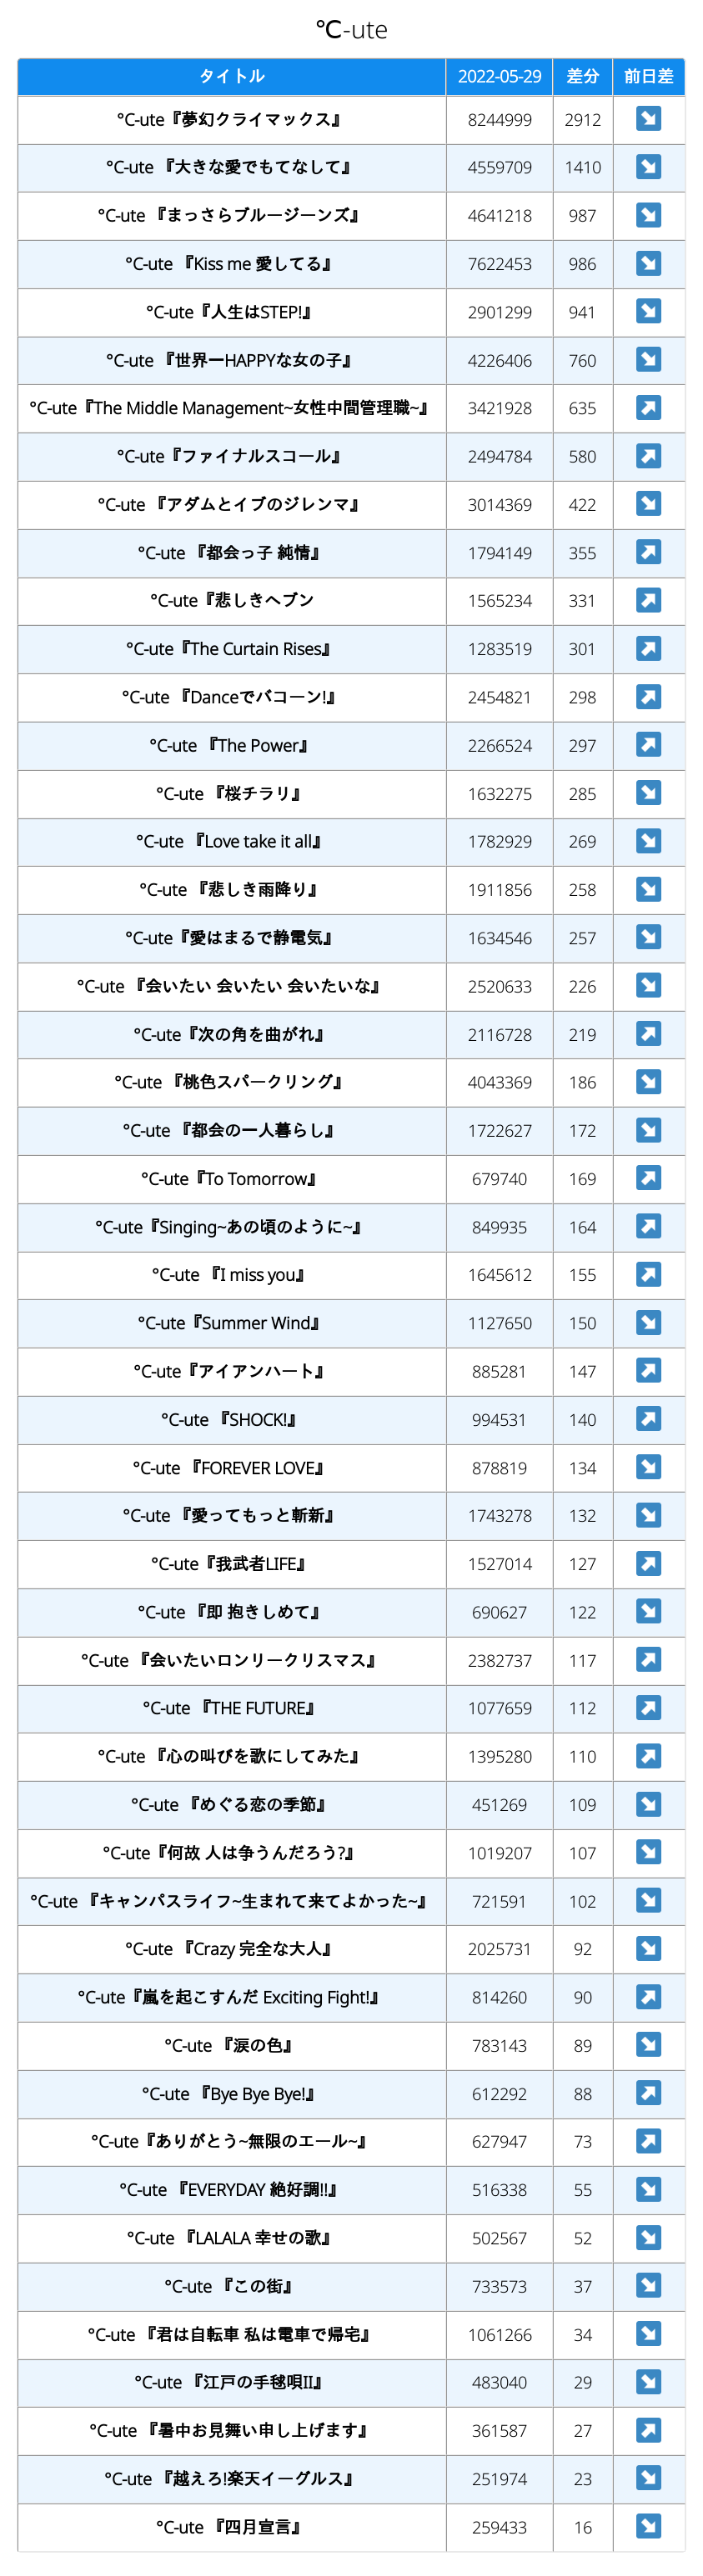 ℃-ute
タイトル 2022-05-29 差分 前日差
°C-ute『夢幻クライマックス』 8244999 2912 ↘
°C-ute 『大きな愛でもてなして』 4559709 1410 ↘
°C-ute 『まっさらブルージーンズ』 4641218 987 ↘
°C-ute 『Kiss me 愛してる』 7622453 986 ↘
°C-ute『人生はSTEP!』 2901299 941 ↘
°C-ute 『世界一HAPPYな女の子』 4226406 760 ↘
°C-ute『The Middle Management~女性中間管理職~』 3421928 635 ↗
°C-ute『ファイナルスコール』 2494784 580 ↗
°C-ute 『アダムとイブのジレンマ』 3014369 422 ↘
°C-ute 『都会っ子 純情』 1794149 355 ↗
°C-ute『悲しきヘブン 1565234 331 ↗
°C-ute『The Curtain Rises』 1283519 301 ↗
°C-ute 『Danceでバコーン!』 2454821 298 ↗
°C-ute 『The Power』 2266524 297 ↗
°C-ute 『桜チラリ』 1632275 285 ↘
°C-ute 『Love take it all』 1782929 269 ↘
°C-ute 『悲しき雨降り』 1911856 258 ↘
°C-ute『愛はまるで静電気』 1634546 257 ↘
°C-ute 『会いたい 会いたい 会いたいな』 2520633 226 ↘
°C-ute『次の角を曲がれ』 2116728 219 ↗
°C-ute 『桃色スパークリング』 4043369 186 ↘
°C-ute 『都会の一人暮らし』 1722627 172 ↘
°C-ute『To Tomorrow』 679740 169 ↗
°C-ute『Singing~あの頃のように~』 849935 164 ↗
°C-ute 『I miss you』 1645612 155 ↗
°C-ute『Summer Wind』 1127650 150 ↘
°C-ute『アイアンハート』 885281 147 ↗
°C-ute 『SHOCK!』 994531 140 ↗
°C-ute 『FOREVER LOVE』 878819 134 ↘
°C-ute 『愛ってもっと斬新』 1743278 132 ↘
°C-ute『我武者LIFE』 1527014 127 ↗
°C-ute 『即 抱きしめて』 690627 122 ↘
°C-ute 『会いたいロンリークリスマス』 2382737 117 ↗
°C-ute 『THE FUTURE』 1077659 112 ↗
°C-ute 『心の叫びを歌にしてみた』 1395280 110 ↗
°C-ute 『めぐる恋の季節』 451269 109 ↘
°C-ute『何故 人は争うんだろう?』 1019207 107 ↘
°C-ute 『キャンパスライフ~生まれて来てよかった~』 721591 102 ↘
°C-ute 『Crazy 完全な大人』 2025731 92 ↘
°C-ute『嵐を起こすんだ Exciting Fight!』 814260 90 ↗
°C-ute 『涙の色』 783143 89 ↘
°C-ute 『Bye Bye Bye!』 612292 88 ↗
°C-ute『ありがとう~無限のエール~』 627947 73 ↗
°C-ute 『EVERYDAY 絶好調!!』 516338 55 ↘
°C-ute 『LALALA 幸せの歌』 502567 52 ↘
°C-ute 『この街』 733573 37 ↘
°C-ute 『君は自転車 私は電車で帰宅』 1061266 34 ↘
°C-ute 『江戸の手毬唄II』 483040 29 ↘
°C-ute 『暑中お見舞い申し上げます』 361587 27 ↗
°C-ute 『越えろ!楽天イーグルス』 251974 23 ↘
°C-ute 『四月宣言』 259433 16 ↘